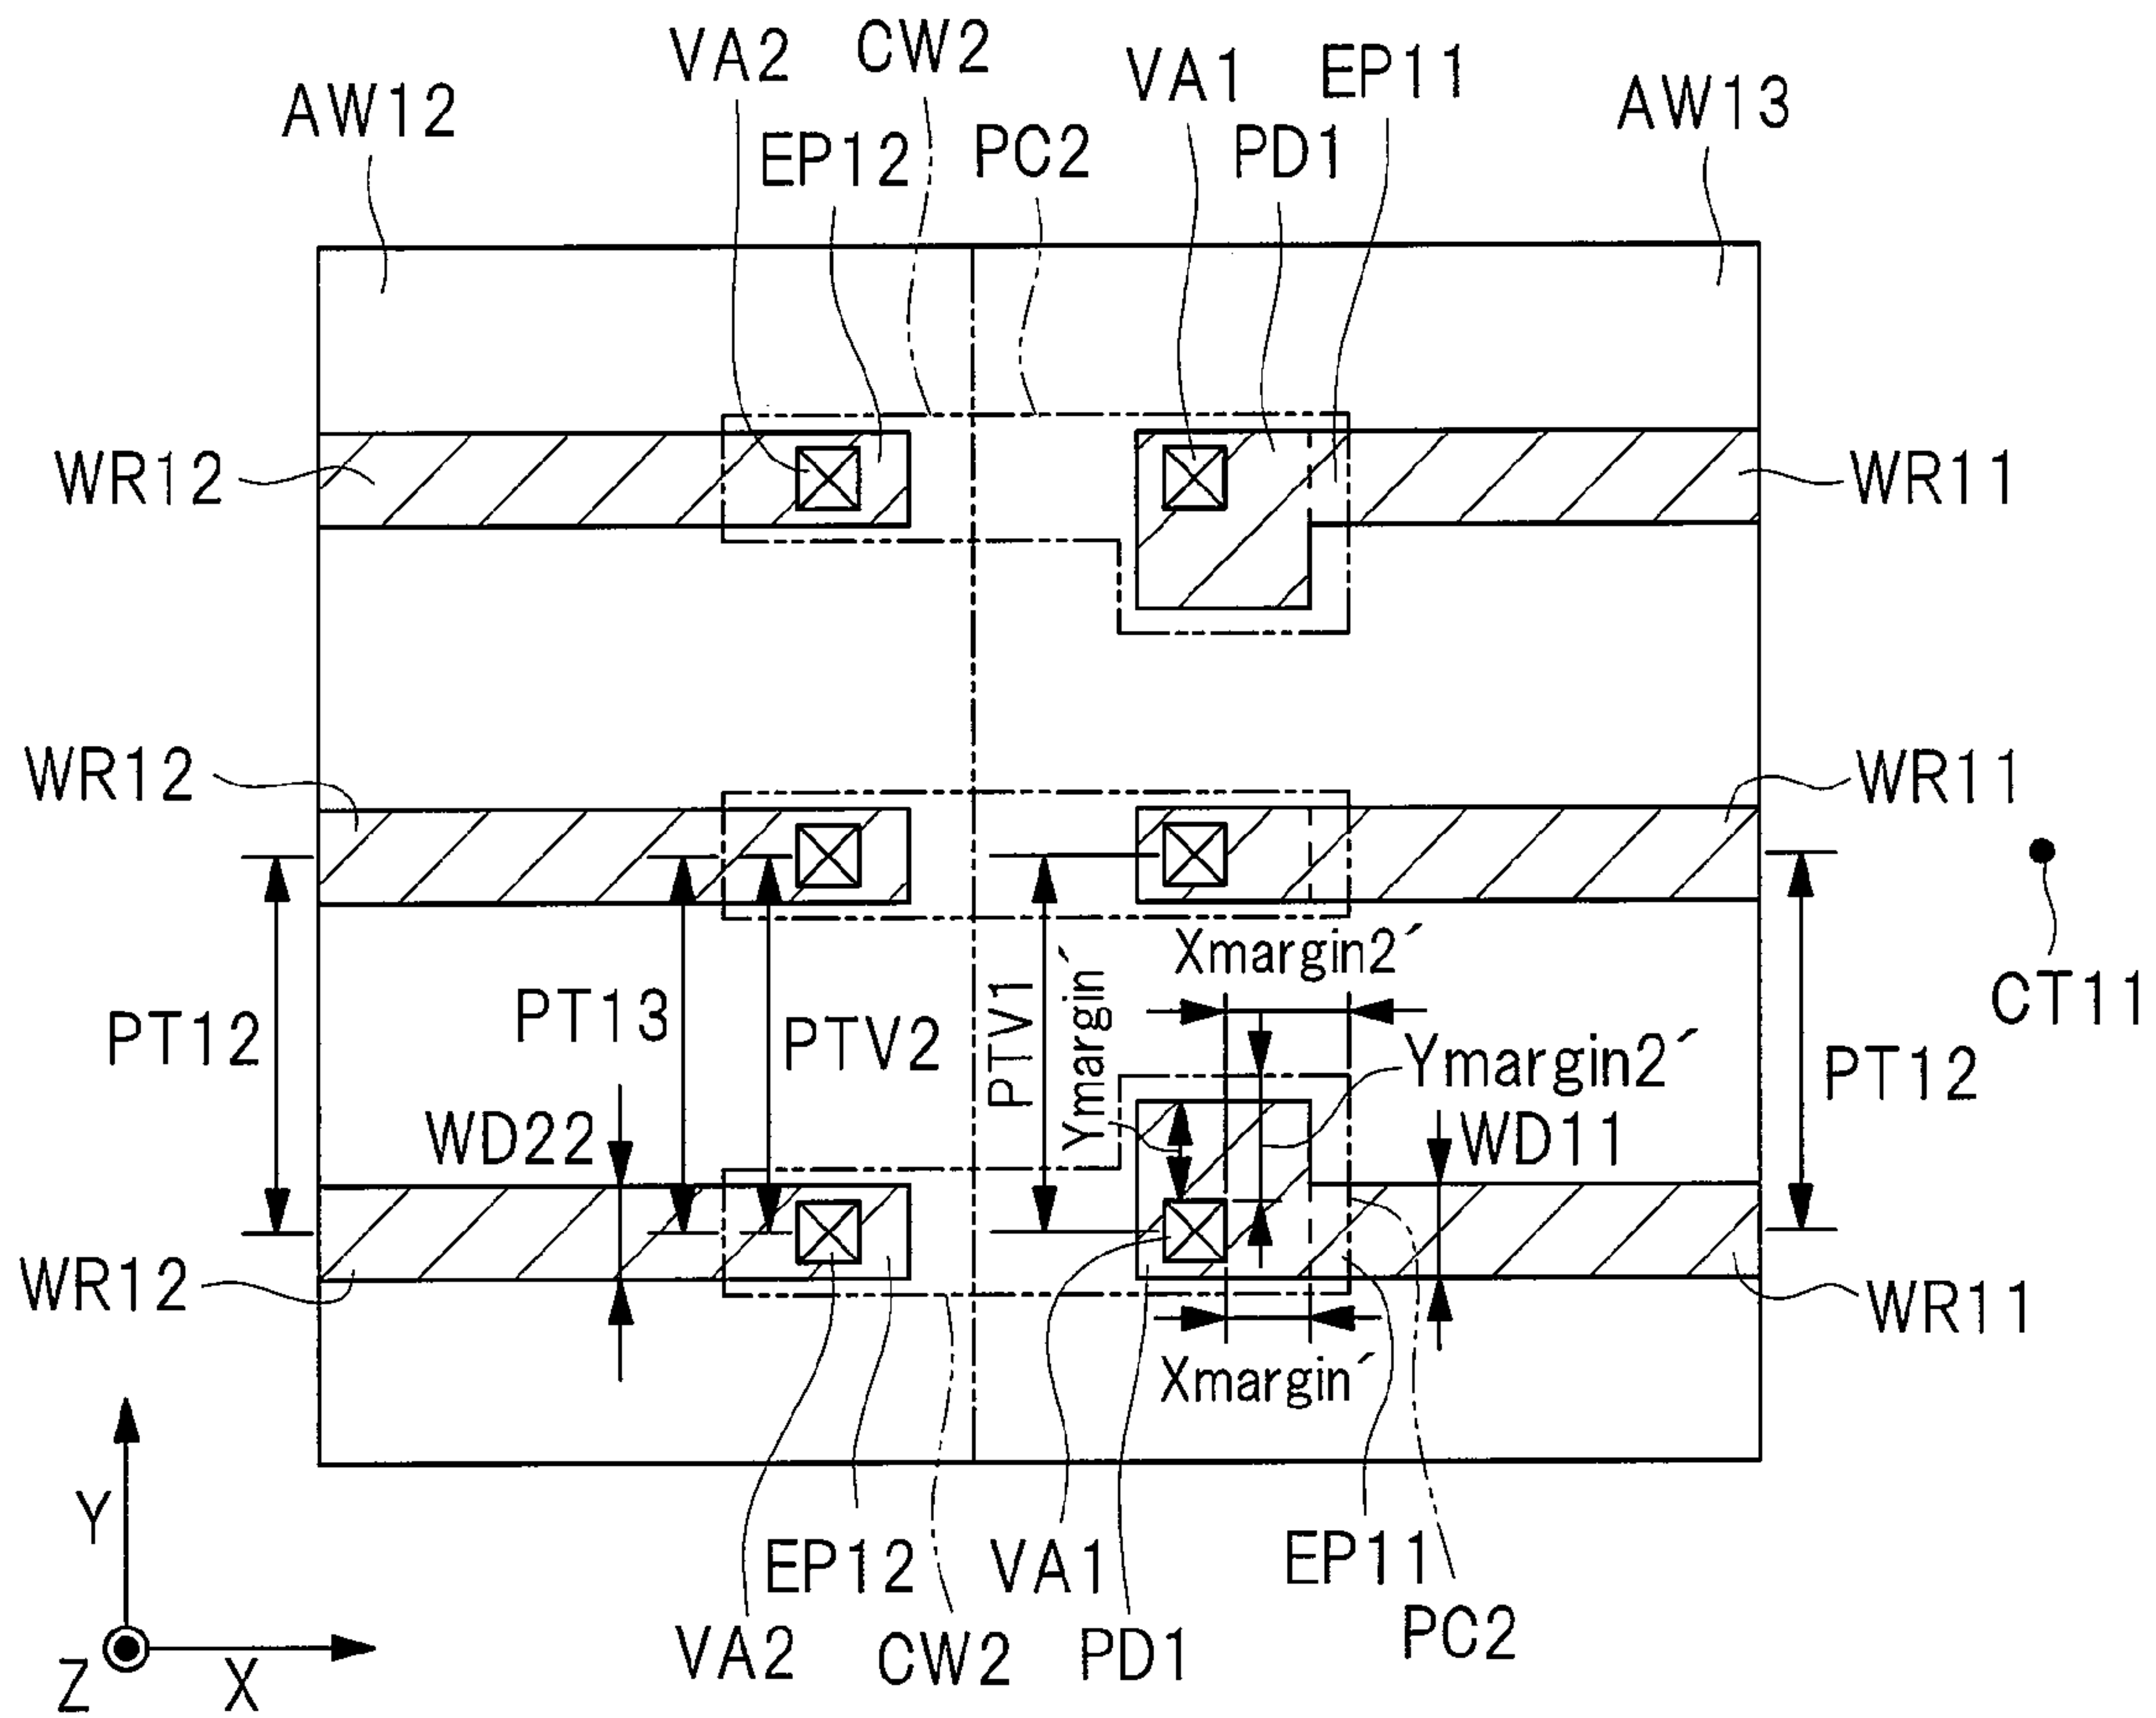 VA2
CW2
VA1
EP11
AW12
AW13
EP12
PC2
PD1
WR12
WR11
WR12
WR11
Xmargin2´
CT11
PT12
PT13
PTV2
PTV1
Ymargin´
Ymargin2´
PT12
WD22
WD11
WR12
WR11
Xmargin´
Y
EP12
VA1
EP11
VA2
CW2
PD1
PC2
Z
X